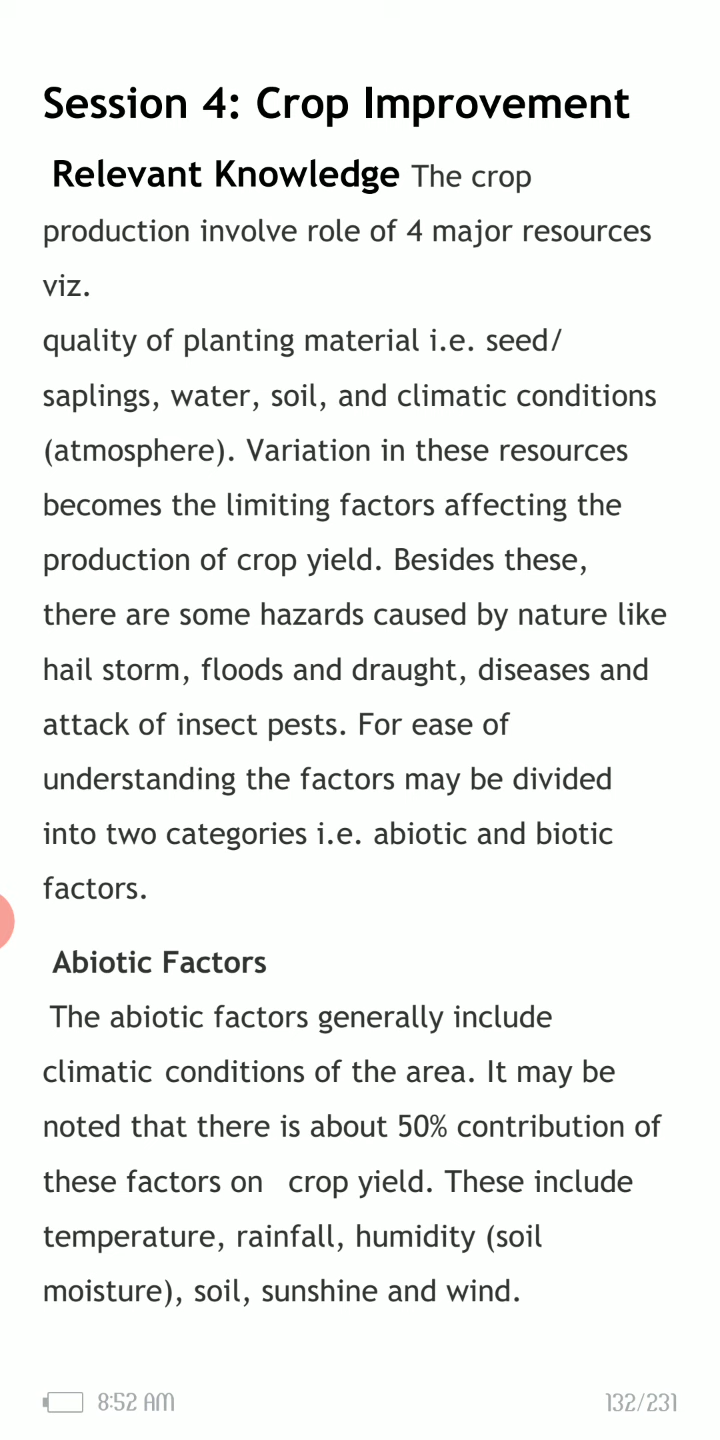 Session 4: Crop Improvement
Relevant Knowledge The crop
production involve role of 4 major resources
viz.
quality of planting material i.e. seed/
saplings, water, soil, and climatic conditions
(atmosphere). Variation in these resources
becomes the limiting factors affecting the
production of crop yield. Besides these,
there are some hazards caused by nature like
hail storm, floods and draught, diseases and
attack of insect pests. For ease of
understanding the factors may be divided
into two categories i.e. abiotic and biotic
factors.
Abiotic Factors
The abiotic factors generally include
climatic conditions of the area. It may be
noted that there is about 50% contribution of
these factors on crop yield. These include
temperature, rainfall, humidity (soil
moisture), soil, sunshine and wind.
8:52 AM 132/231